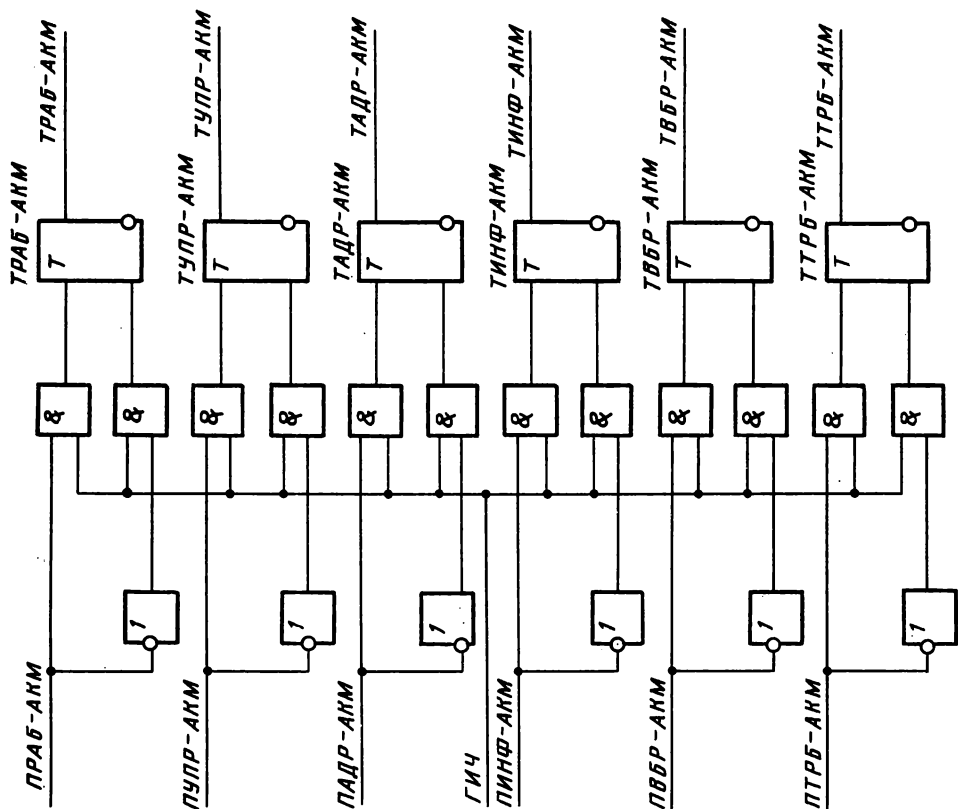 ТРАБ-АКМ
ТУПР-АКМ
ТАДР-АКМ
ТИНФ-АКМ
ТВБР-АКМ
ТТРБ-АКМ
ТРАБ-АКМ
ТУПР-АКМ
ТАДР-АКМ
ТИНФ-АКМ
ТВБР-АКМ
ТТРБ-АКМ
Т
Т
Т
Т
Т
Т
&
&
&
&
&
&
&
&
&
&
&
&
1
1
1
1
1
1
ПРАБ-АКМ
ПУПР-АКМ
ПАДР-АКМ
ГИЧ
ПИНФ-АКМ
ПВБР-АКМ
ПТРБ-АКМ